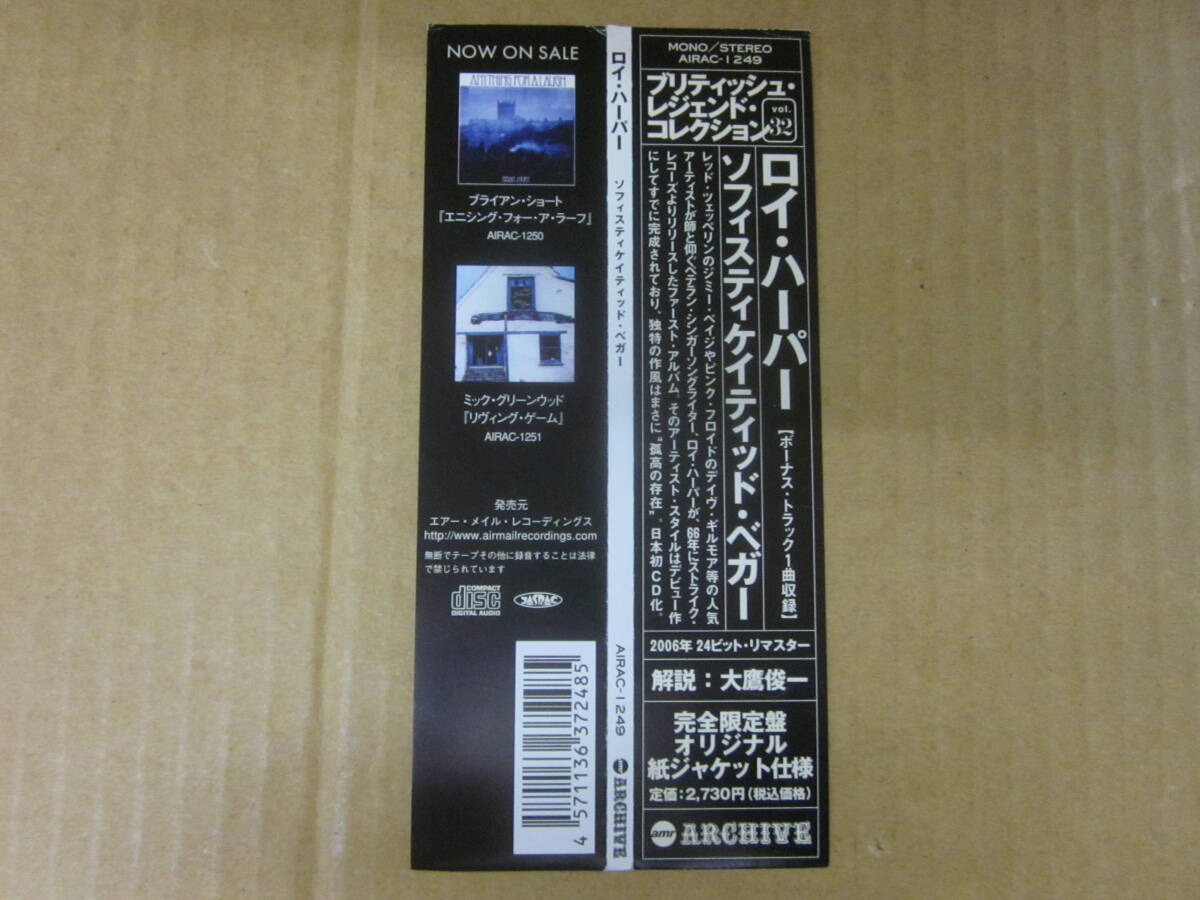 NOW ON SALE
ブライアン・ショート
『エニシング・フォー・ア・ラーフ』
AIRAC-1250
ミック・グリーンウッド
『リヴィング・ゲーム』
AIRAC-1251
発売元
エアー・メイル・レコーディングス
http://www.airmailrecordings.com
無断でテープその他に録音することは法律
で禁じられています
COMPACT
disc
DIGITAL AUDIO
JASRAC
4 571136 372485
ロイ・ハーパー ソフィスティケイティッド・ベガー AIRAC-1249 amr ARCHIVE
MONO/STEREO
AIRAC-1249
ブリティッシュ・
レジェンド・
コレクション
vol.
32
ロイ・ハーパー
[ボーナス・トラック1曲収録]
ソフィスティケイティッド・ベガー
レッド・ツェッペリンのジミー・ペイジやピンク・フロイドのデイヴ・ギルモア等の人気
アーティストが師と仰ぐベテラン・シンガーソングライター、ロイ・ハーパーが、66年にストライク・
レコーズよりリリースしたファースト・アルバム。そのアーティスト・スタイルはデビュー作
にしてすでに完成されており、独特の作風はまさに“孤高の存在”。日本初CD化。
2006年 24ビット・リマスター
解説：大鷹俊一
完全限定盤
オリジナル
紙ジャケット仕様
定価：2,730円(税込価格)
amr ARCHIVE